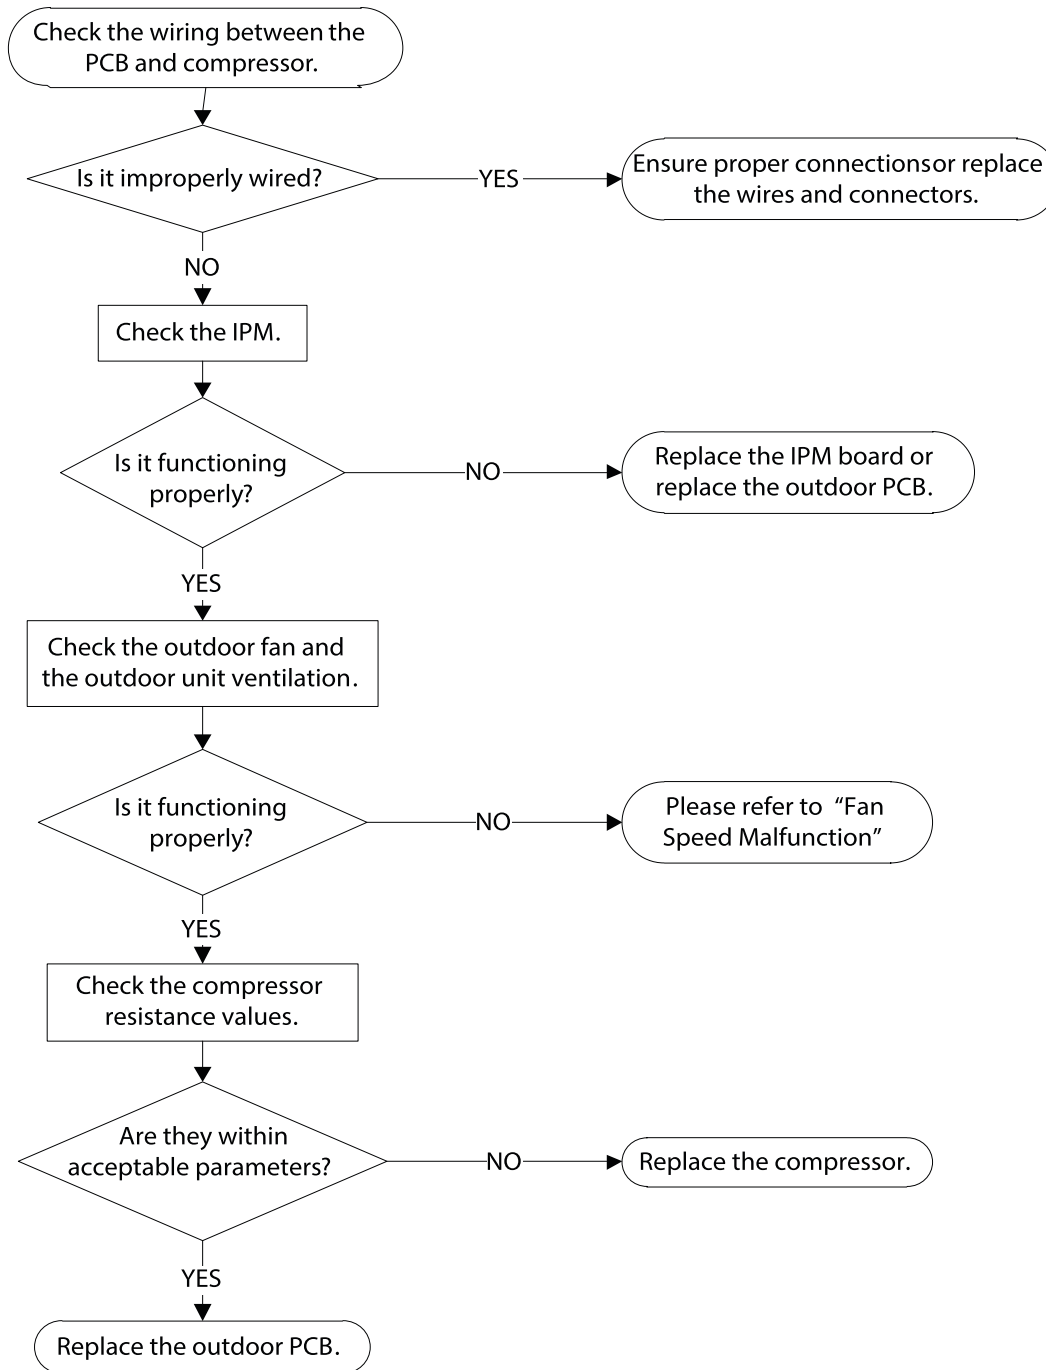 Check the wiring between the
PCB and compressor.
Is it improperly wired?
YES
Ensure proper connectionsor replace
the wires and connectors.
NO
Check the IPM.
Is it functioning
properly?
NO
Replace the IPM board or
replace the outdoor PCB.
YES
Check the outdoor fan and
the outdoor unit ventilation.
Is it functioning
properly?
NO
Please refer to “Fan
Speed Malfunction”
YES
Check the compressor
resistance values.
Are they within
acceptable parameters?
NO
Replace the compressor.
YES
Replace the outdoor PCB.